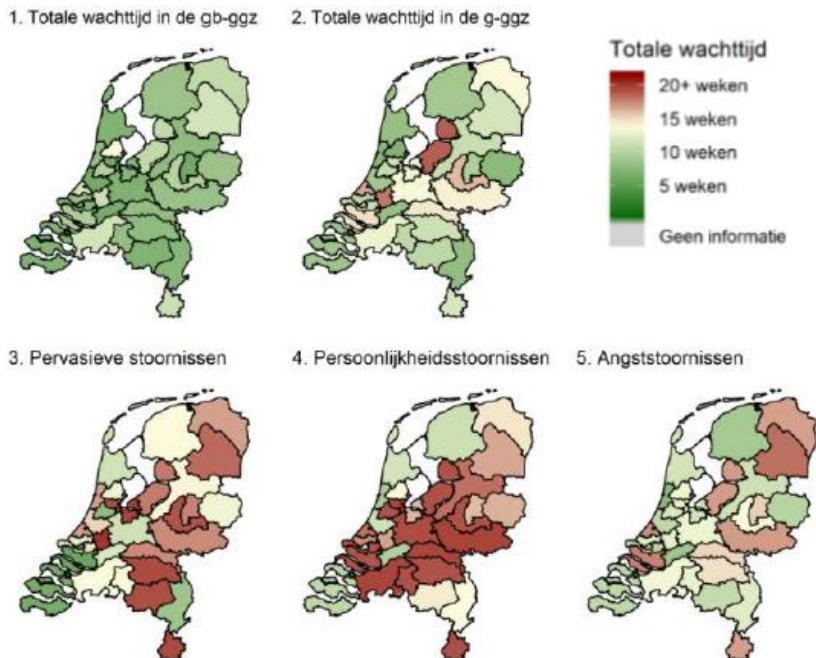 1. Totale wachttijd in de gb-ggz
2. Totale wachttijd in de g-ggz
Totale wachttijd
20+ weken
15 weken
10 weken
5 weken
Geen informatie
3. Pervasieve stoornissen
4. Persoonlijkheidsstoornissen
5. Angststoornissen